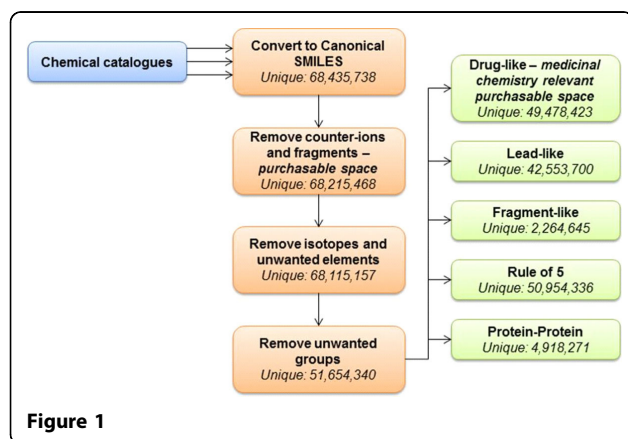 Chemical catalogues
Convert to Canonical
SMILES
Unique: 68,435,738
Remove counter-ions
and fragments –
purchasable space
Unique: 68,215,468
Remove isotopes and
unwanted elements
Unique: 68,115,157
Remove unwanted
groups
Unique: 51,654,340
Drug-like – medicinal
chemistry relevant
purchasable space
Unique: 49,478,423
Lead-like
Unique: 42,553,700
Fragment-like
Unique: 2,264,645
Rule of 5
Unique: 50,954,336
Protein-Protein
Unique: 4,918,271
Figure 1